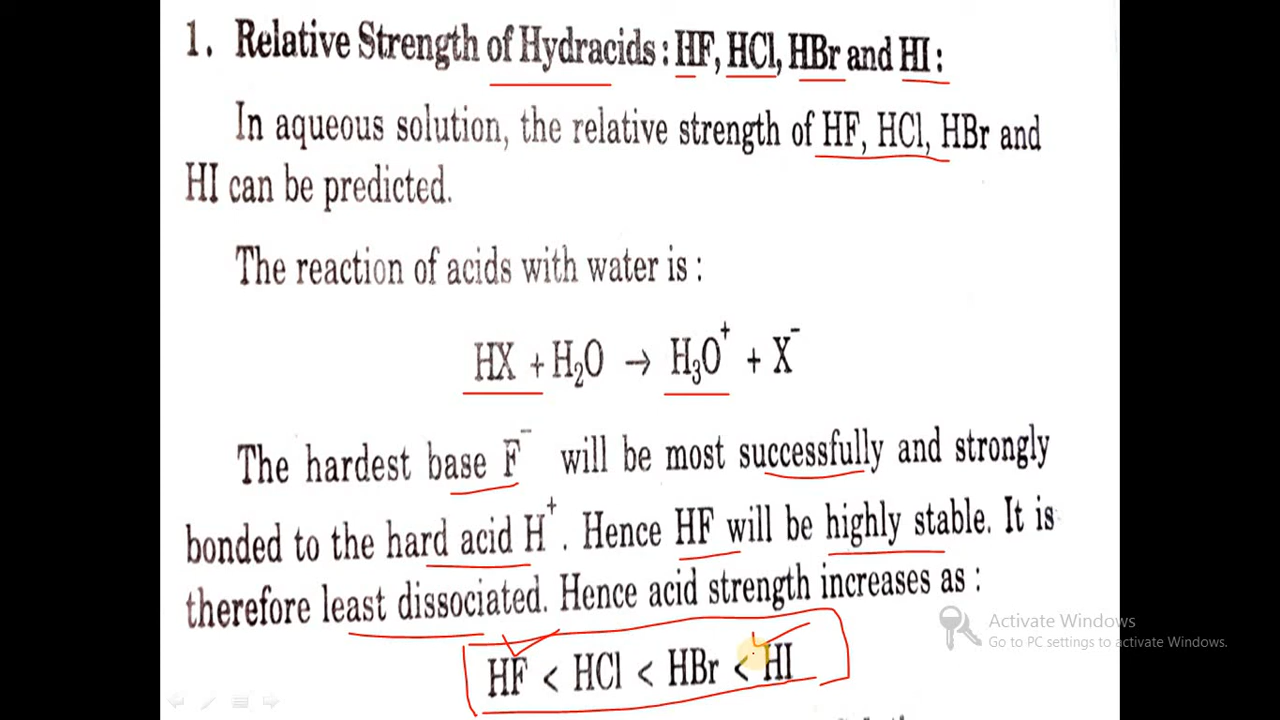 1. Relative Strength of Hydracids : HF, HCl, HBr and HI :
In aqueous solution, the relative strength of HF, HCl, HBr and
HI can be predicted.
The reaction of acids with water is :
HX + H₂O → H₃O⁺ + X⁻
The hardest base F⁻ will be most successfully and strongly
bonded to the hard acid H⁺. Hence HF will be highly stable. It is
therefore least dissociated. Hence acid strength increases as :
Activate Windows
Go to PC settings to activate Windows.
HF < HCl < HBr < HI